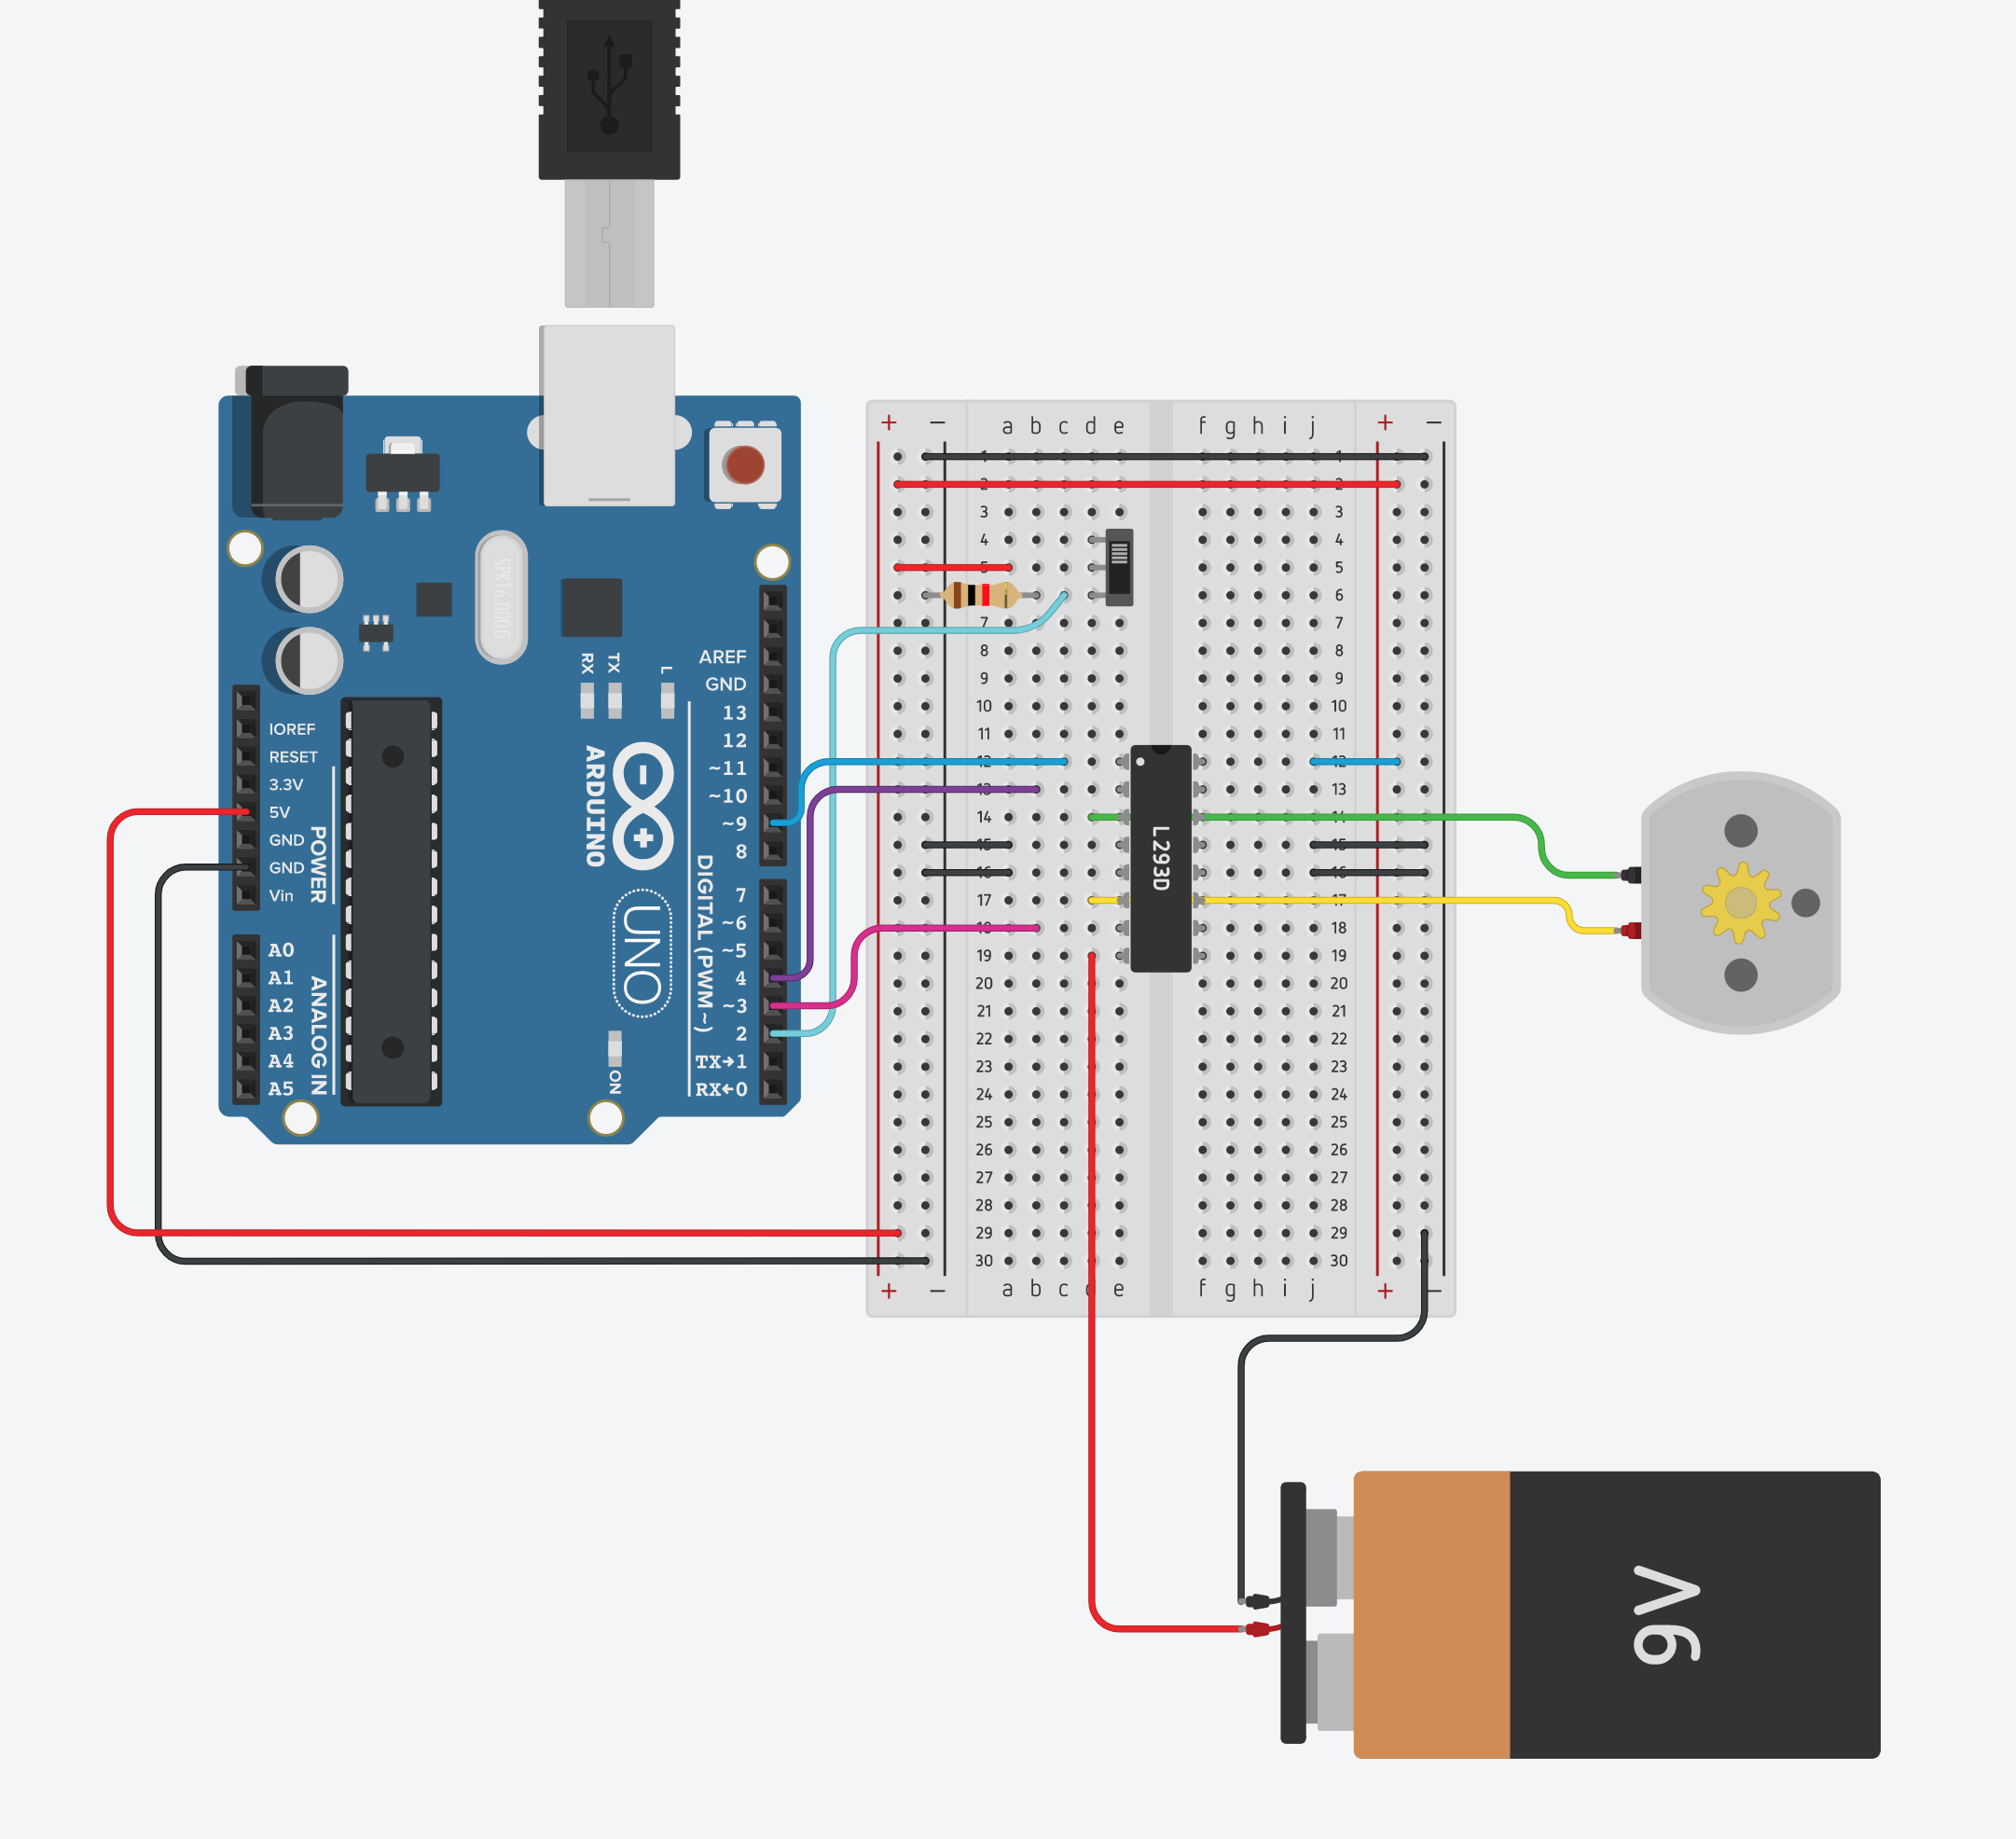 SPK16.000G
RX
TX
L
AREF
GND
13
12
~11
~10
~9
8
7
~6
~5
4
~3
2
TX→1
RX←0
DIGITAL (PWM~)
IOREF
RESET
3.3V
5V
GND
GND
Vin
POWER
A0
A1
A2
A3
A4
A5
ANALOG IN
ARDUINO
UNO
ON
+ − a b c d e f g h i j + −
1 1
2 2
3 3
4 4
5 5
6 6
7 7
8 8
9 9
10 10
11 11
12 12
13 13
14 14
15 15
16 16
17 17
18 18
19 19
20 20
21 21
22 22
23 23
24 24
25 25
26 26
27 27
28 28
29 29
30 30
+ − a b c d e f g h i j + −
L293D
9V